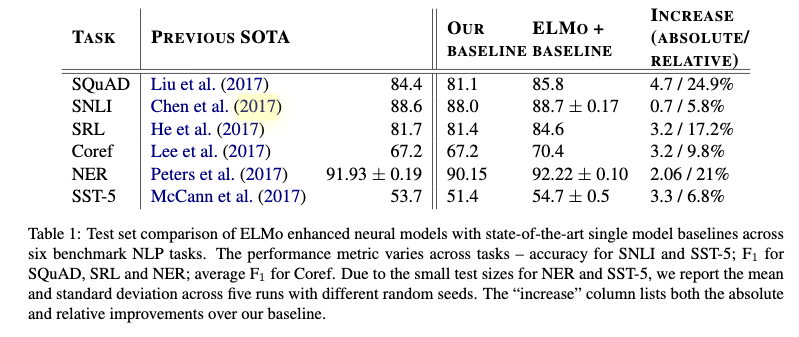 TASK PREVIOUS SOTA OUR BASELINE ELMO + BASELINE INCREASE (ABSOLUTE/ RELATIVE)
SQuAD Liu et al. (2017) 84.4 81.1 85.8 4.7 / 24.9%
SNLI Chen et al. (2017) 88.6 88.0 88.7 ± 0.17 0.7 / 5.8%
SRL He et al. (2017) 81.7 81.4 84.6 3.2 / 17.2%
Coref Lee et al. (2017) 67.2 67.2 70.4 3.2 / 9.8%
NER Peters et al. (2017) 91.93 ± 0.19 90.15 92.22 ± 0.10 2.06 / 21%
SST-5 McCann et al. (2017) 53.7 51.4 54.7 ± 0.5 3.3 / 6.8%
Table 1: Test set comparison of ELMo enhanced neural models with state-of-the-art single model baselines across
six benchmark NLP tasks. The performance metric varies across tasks – accuracy for SNLI and SST-5; F₁ for
SQuAD, SRL and NER; average F₁ for Coref. Due to the small test sizes for NER and SST-5, we report the mean
and standard deviation across five runs with different random seeds. The “increase” column lists both the absolute
and relative improvements over our baseline.